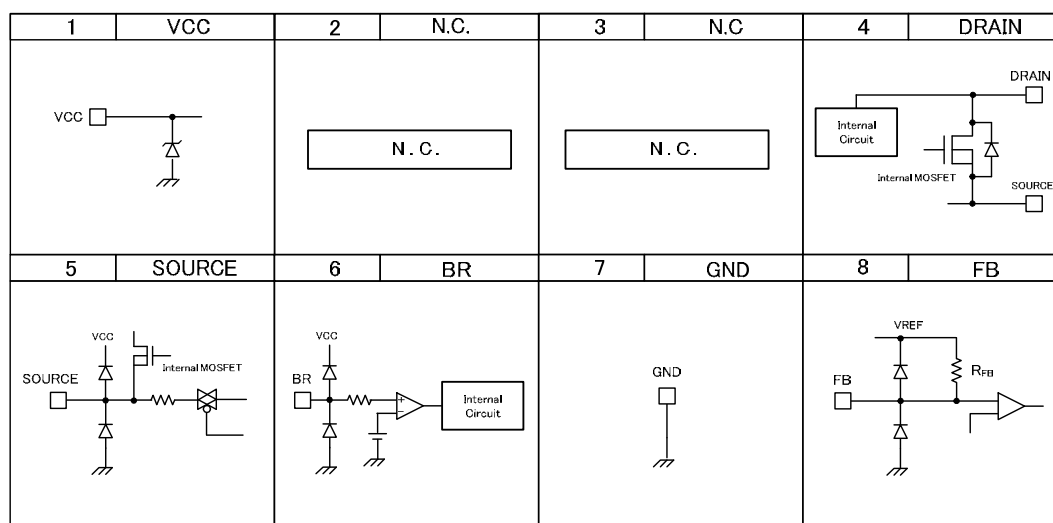 1 VCC 2 N.C. 3 N.C 4 DRAIN
VCC
N.C.
N.C.
DRAIN
Internal
Circuit
Internal MOSFET
SOURCE
5 SOURCE 6 BR 7 GND 8 FB
VCC
Internal MOSFET
SOURCE
VCC
BR
+
−
Internal
Circuit
GND
VREF
RFB
FB